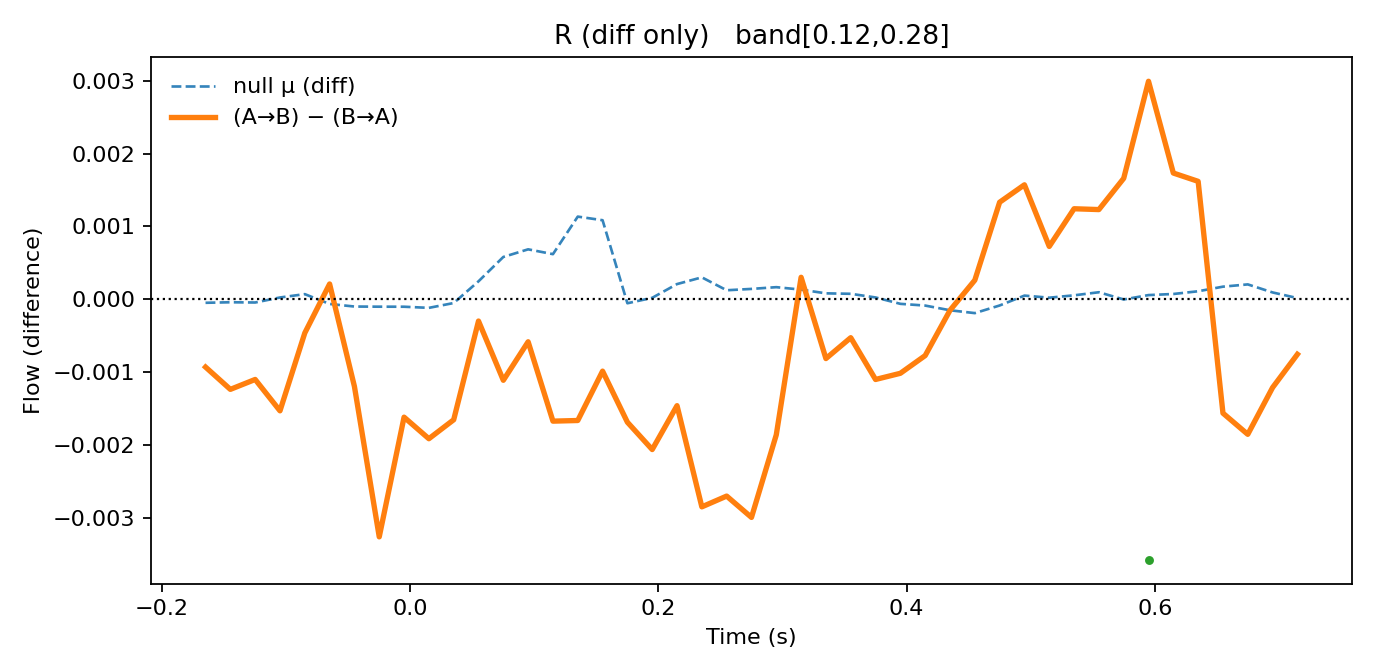 R (diff only)   band[0.12,0.28]
null μ (diff)
(A→B) − (B→A)
0.003
0.002
0.001
0.000
−0.001
−0.002
−0.003
Flow (difference)
−0.2
0.0
0.2
0.4
0.6
Time (s)